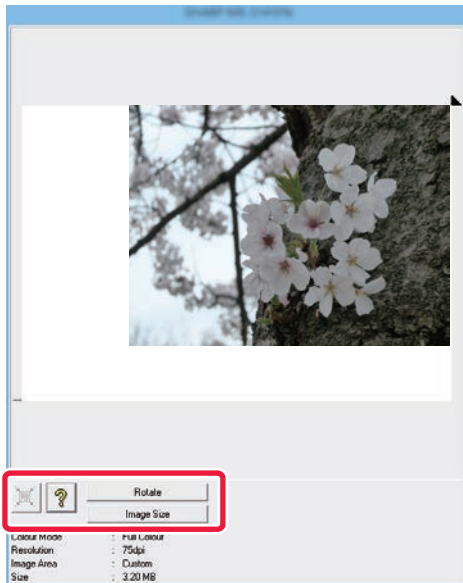 ?
Rotate
Image Size
Colour Mode : Full Colour
Resolution : 75dpi
Image Area : Custom
Size : 3.20 MB